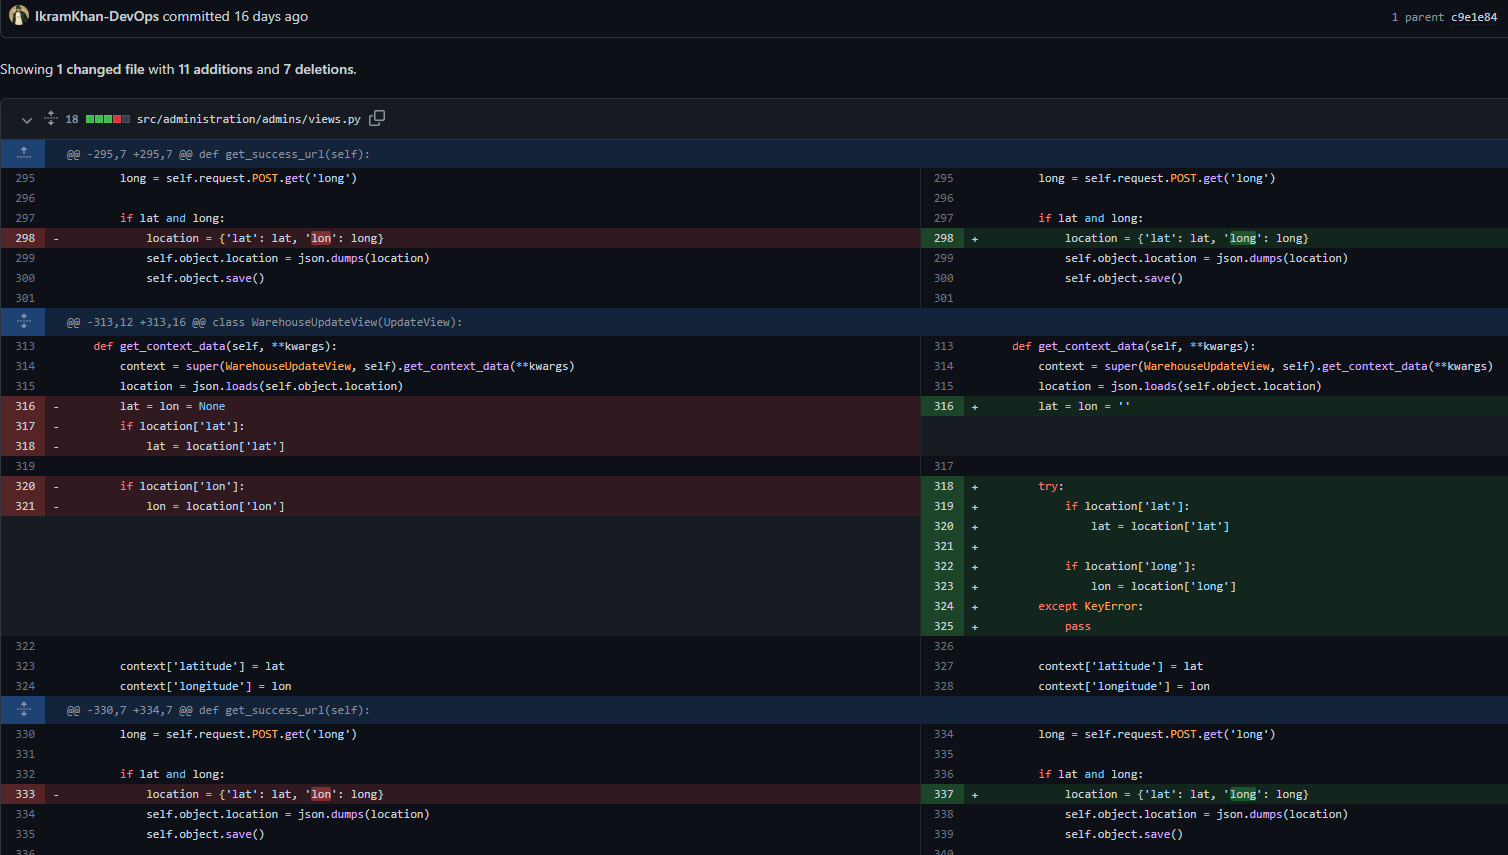 IkramKhan-DevOps committed 16 days ago
1 parent c9e1e84
Showing 1 changed file with 11 additions and 7 deletions.
18 src/administration/admins/views.py
@@ -295,7 +295,7 @@ def get_success_url(self):
295 long = self.request.POST.get('long') 295 long = self.request.POST.get('long')
296 296
297 if lat and long: 297 if lat and long:
298 - location = {'lat': lat, 'lon': long} 298 + location = {'lat': lat, 'long': long}
299 self.object.location = json.dumps(location) 299 self.object.location = json.dumps(location)
300 self.object.save() 300 self.object.save()
301 301
@@ -313,12 +313,16 @@ class WarehouseUpdateView(UpdateView):
313 def get_context_data(self, **kwargs): 313 def get_context_data(self, **kwargs):
314 context = super(WarehouseUpdateView, self).get_context_data(**kwargs) 314 context = super(WarehouseUpdateView, self).get_context_data(**kwargs)
315 location = json.loads(self.object.location) 315 location = json.loads(self.object.location)
316 - lat = lon = None 316 + lat = lon = ''
317 - if location['lat']:
318 - lat = location['lat']
319 317
320 - if location['lon']: 318 + try:
321 - lon = location['lon'] 319 + if location['lat']:
320 + lat = location['lat']
321 +
322 + if location['long']:
323 + lon = location['long']
324 + except KeyError:
325 + pass
322 326
323 context['latitude'] = lat 327 context['latitude'] = lat
324 context['longitude'] = lon 328 context['longitude'] = lon
@@ -330,7 +334,7 @@ def get_success_url(self):
330 long = self.request.POST.get('long') 334 long = self.request.POST.get('long')
331 335
332 if lat and long: 336 if lat and long:
333 - location = {'lat': lat, 'lon': long} 337 + location = {'lat': lat, 'long': long}
334 self.object.location = json.dumps(location) 338 self.object.location = json.dumps(location)
335 self.object.save() 339 self.object.save()
336 340